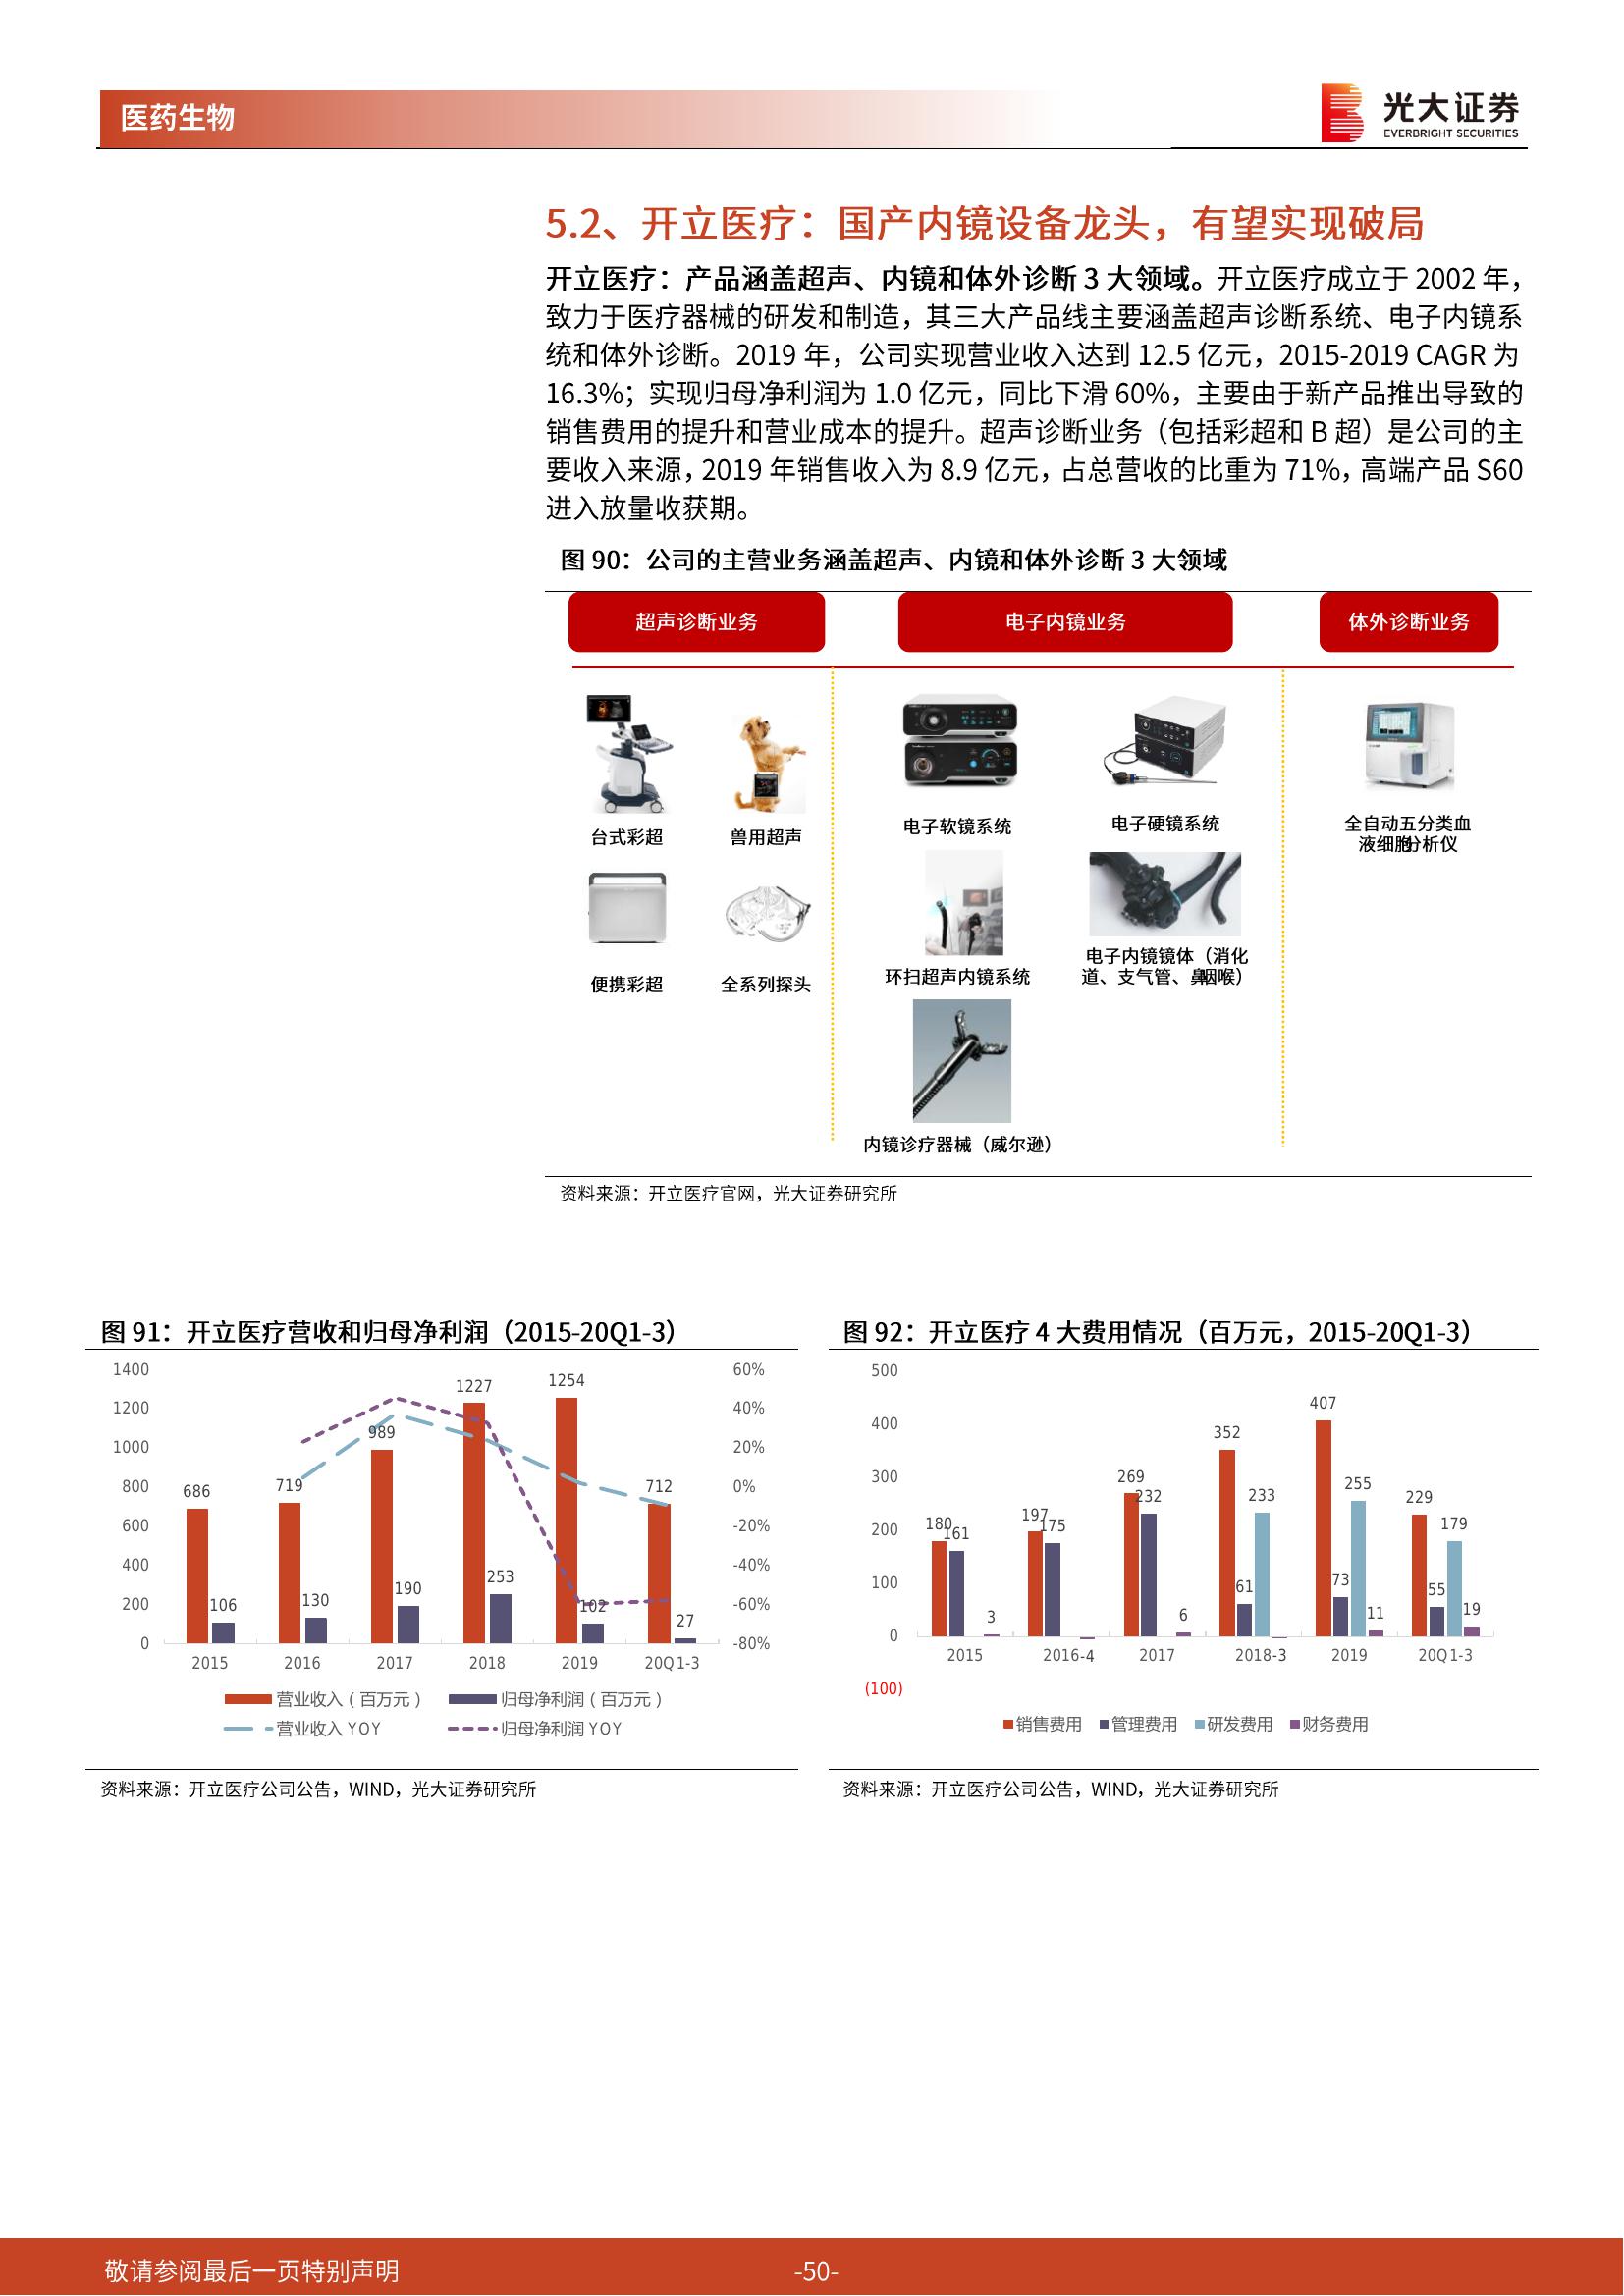 医药生物
光大证券
EVERBRIGHT SECURITIES
5.2、开立医疗：国产内镜设备龙头，有望实现破局
开立医疗：产品涵盖超声、内镜和体外诊断 3 大领域。开立医疗成立于 2002 年，
致力于医疗器械的研发和制造，其三大产品线主要涵盖超声诊断系统、电子内镜系
统和体外诊断。2019 年，公司实现营业收入达到 12.5 亿元，2015-2019 CAGR 为
16.3%；实现归母净利润为 1.0 亿元，同比下滑 60%，主要由于新产品推出导致的
销售费用的提升和营业成本的提升。超声诊断业务（包括彩超和 B 超）是公司的主
要收入来源，2019 年销售收入为 8.9 亿元，占总营收的比重为 71%，高端产品 S60
进入放量收获期。
图 90：公司的主营业务涵盖超声、内镜和体外诊断 3 大领域
超声诊断业务
电子内镜业务
体外诊断业务
台式彩超
兽用超声
便携彩超
全系列探头
电子软镜系统
电子硬镜系统
环扫超声内镜系统
电子内镜镜体（消化
道、支气管、鼻咽喉）
内镜诊疗器械（威尔逊）
全自动五分类血
液细胞分析仪
资料来源：开立医疗官网，光大证券研究所
图 91：开立医疗营收和归母净利润（2015-20Q1-3）
1400
1200
1000
800
600
400
200
0
60%
40%
20%
0%
-20%
-40%
-60%
-80%
686
719
989
1227
1254
712
106
130
190
253
102
27
2015 2016 2017 2018 2019 20Q1-3
营业收入（百万元） 归母净利润（百万元）
营业收入 YOY 归母净利润 YOY
资料来源：开立医疗公司公告，WIND，光大证券研究所
图 92：开立医疗 4 大费用情况（百万元，2015-20Q1-3）
500
400
300
200
100
0
(100)
180
161
3
197
175
269
232
6
352
61
233
407
73
255
11
229
55
179
19
2015 2016-4 2017 2018-3 2019 20Q1-3
销售费用 管理费用 研发费用 财务费用
资料来源：开立医疗公司公告，WIND，光大证券研究所
敬请参阅最后一页特别声明
-50-